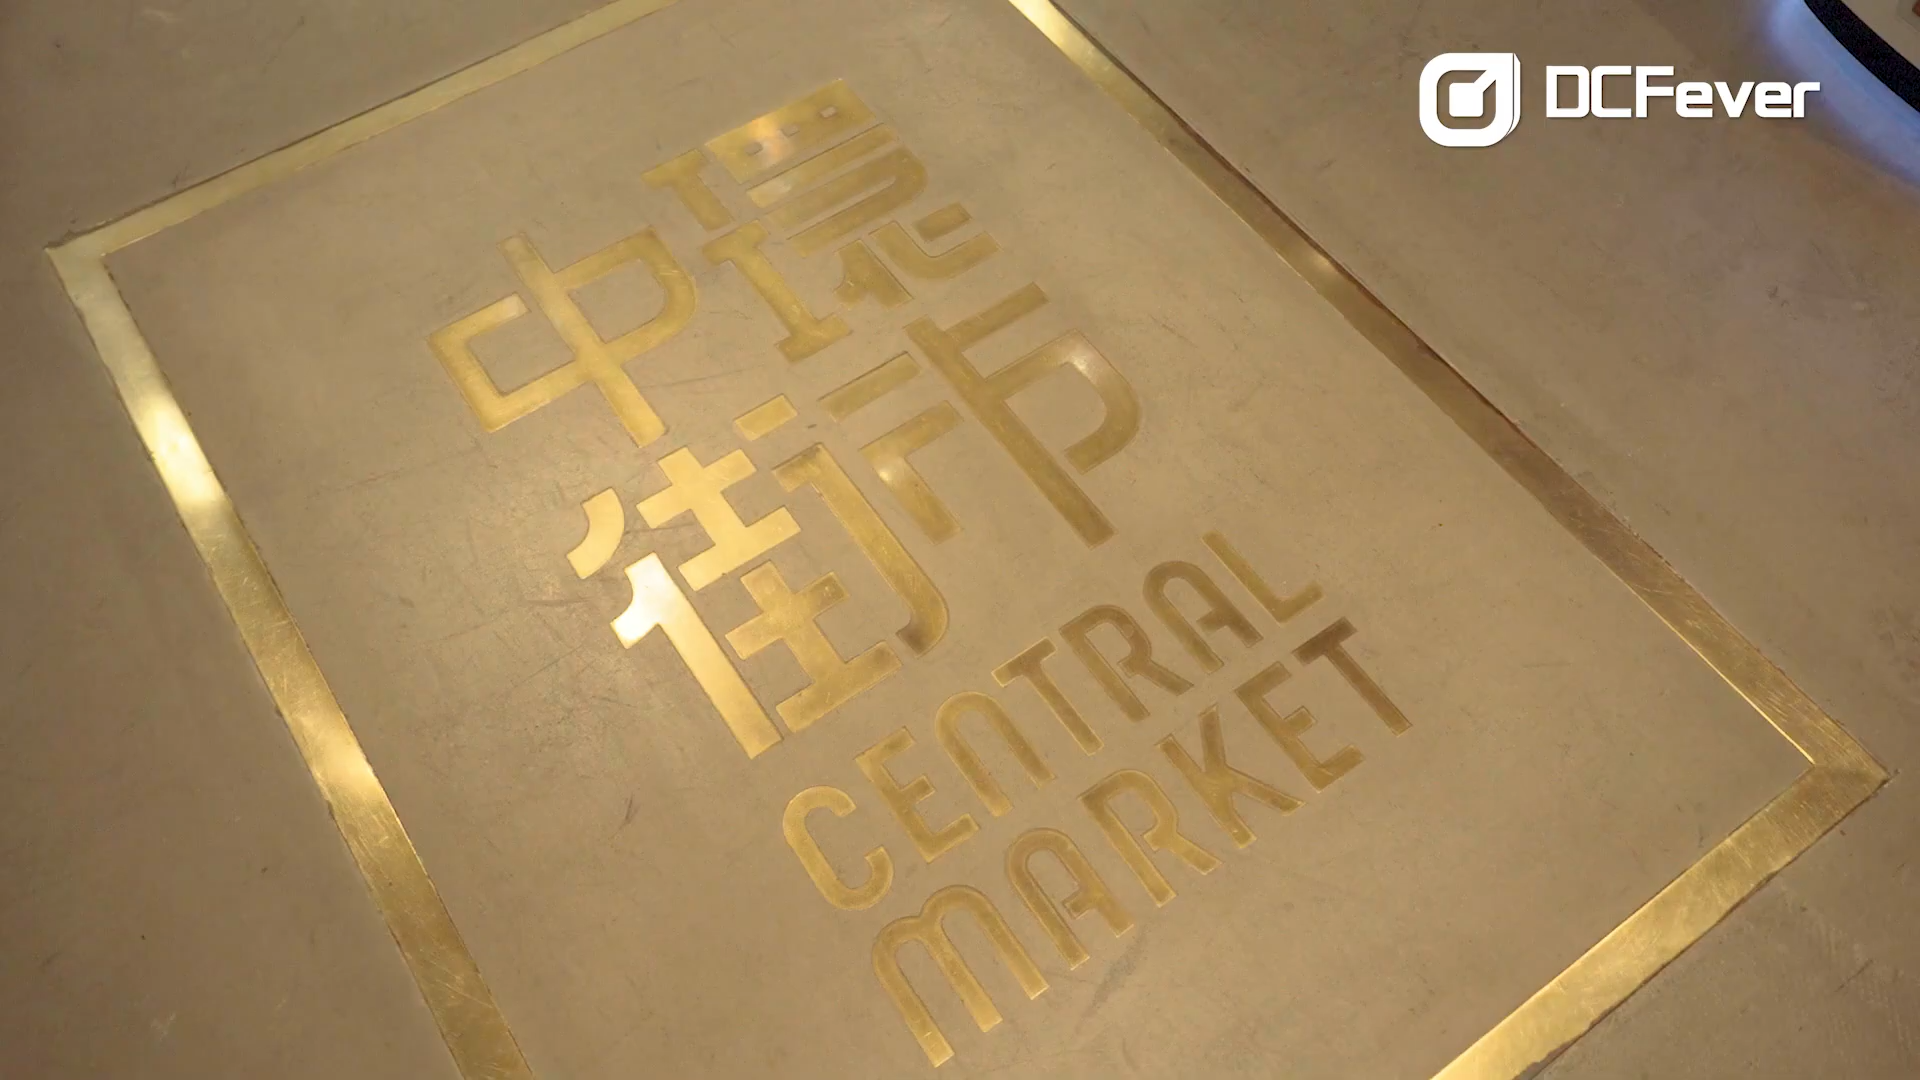 DCFever
中環
街市
CENTRAL
MARKET